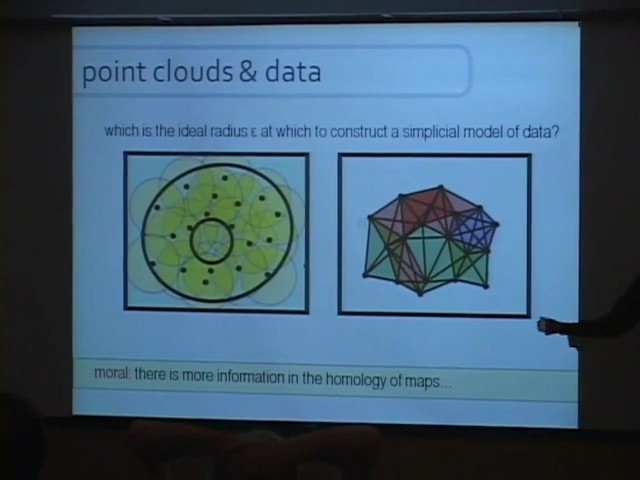 point clouds & data
which is the ideal radius ε at which to construct a simplicial model of data?
moral: there is more information in the homology of maps...